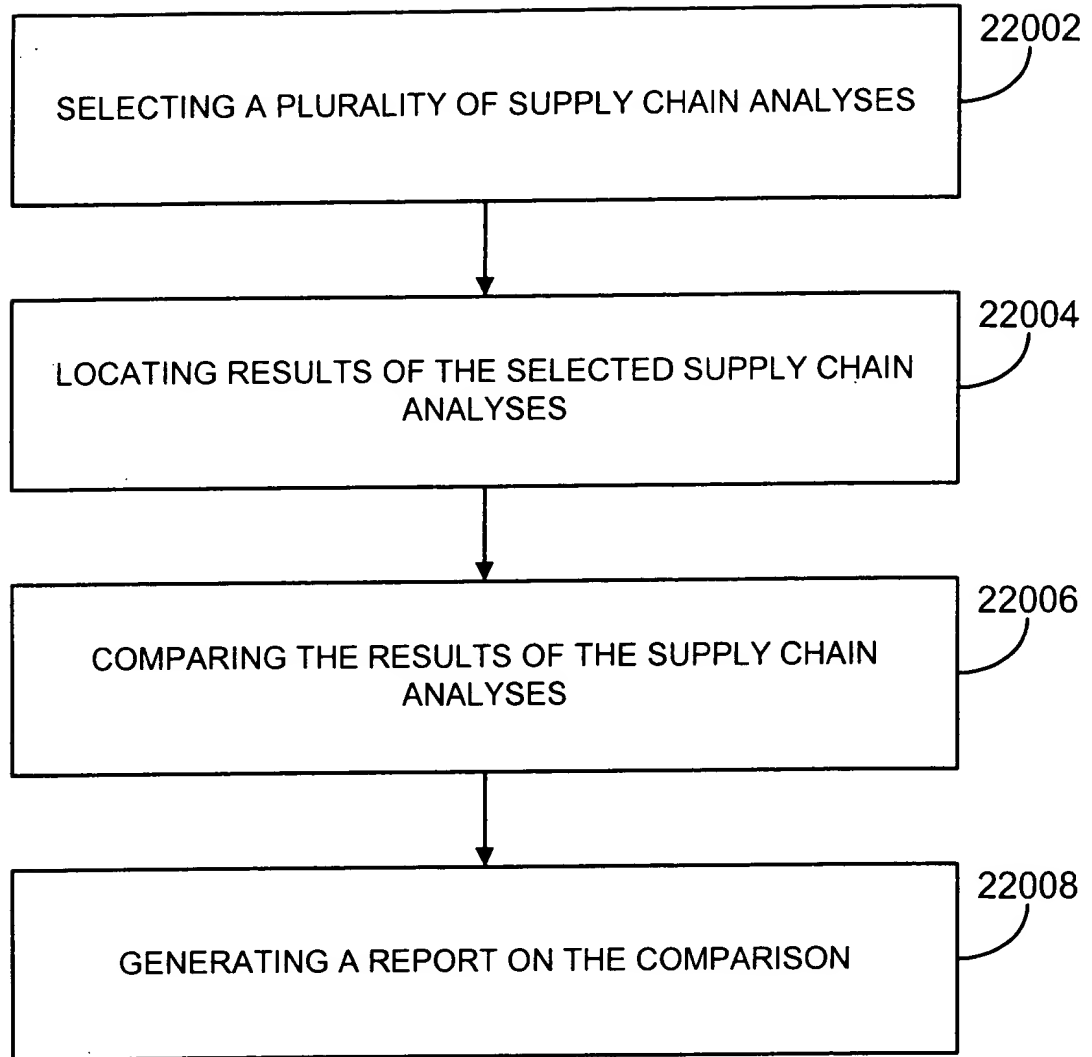 22002
SELECTING A PLURALITY OF SUPPLY CHAIN ANALYSES
22004
LOCATING RESULTS OF THE SELECTED SUPPLY CHAIN
ANALYSES
22006
COMPARING THE RESULTS OF THE SUPPLY CHAIN
ANALYSES
22008
GENERATING A REPORT ON THE COMPARISON